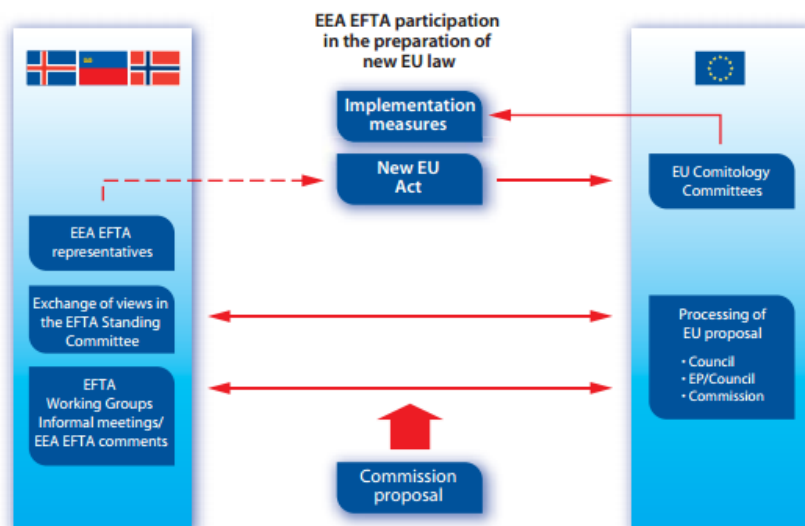 EEA EFTA participation
in the preparation of
new EU law
Implementation
measures
New EU
Act
EU Comitology
Committees
EEA EFTA
representatives
Exchange of views in
the EFTA Standing
Committee
Processing of
EU proposal
• Council
• EP/Council
• Commission
EFTA
Working Groups
Informal meetings/
EEA EFTA comments
Commission
proposal